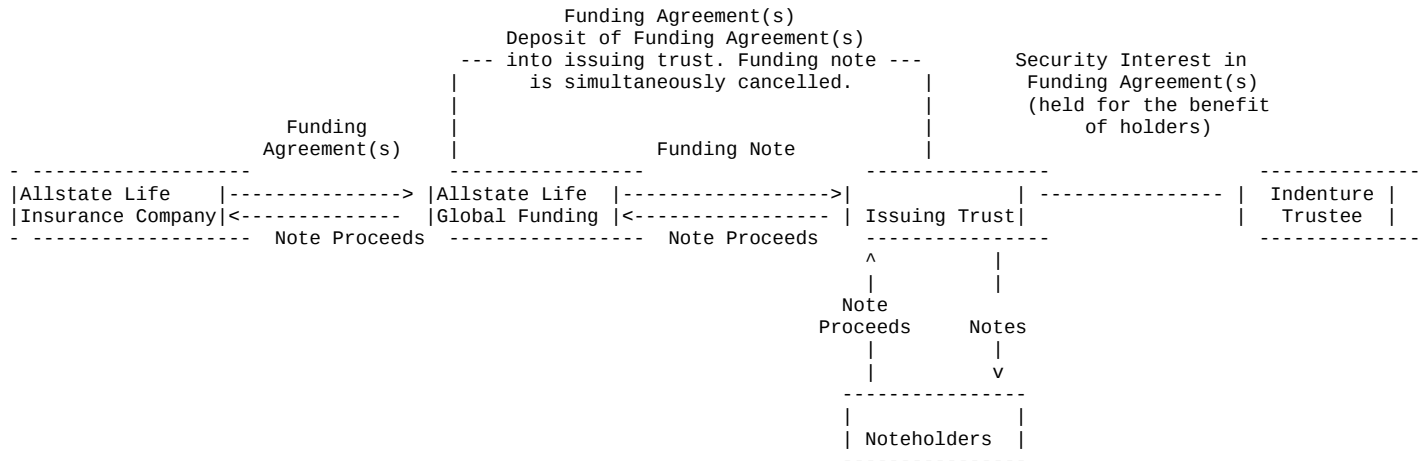 Funding Agreement(s)
Deposit of Funding Agreement(s)
--- into issuing trust. Funding note --- Security Interest in
| is simultaneously cancelled. | Funding Agreement(s)
| | (held for the benefit
Funding | | of holders)
Agreement(s) | Funding Note |
- ------------------- ----------------- ---------------- --------------
|Allstate Life |---------------> |Allstate Life |------------------>| | ---------------- | Indenture |
|Insurance Company|<-------------- |Global Funding |<----------------- | Issuing Trust| | Trustee |
- ------------------- Note Proceeds ----------------- Note Proceeds ---------------- --------------
^ |
| |
Note
Proceeds Notes
| |
| v
----------------
| |
| Noteholders |
----------------